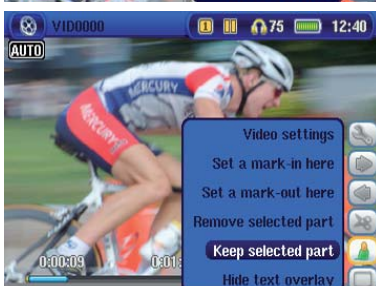 VID0000 1 75 12:40
AUTO
MERCURY
MERCURY
Video settings
Set a mark-in here
Set a mark-out here
Remove selected part
Keep selected part
0:00:09
Hide text overlay